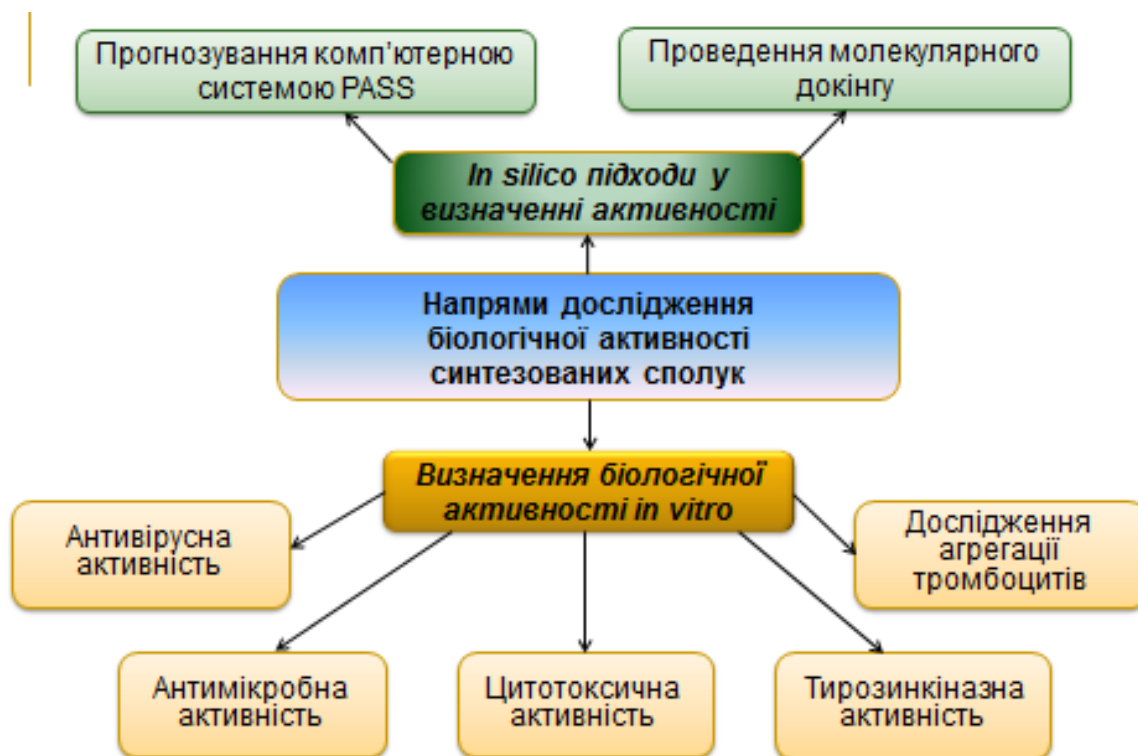 Прогнозування комп'ютерною
системою PASS
Проведення молекулярного
докінгу
In silico підходи у
визначенні активності
Напрями дослідження
біологічної активності
синтезованих сполук
Визначення біологічної
активності in vitro
Антивірусна
активність
Дослідження
агрегації
тромбоцитів
Антимікробна
активність
Цитотоксична
активність
Тирозинкіназна
активність